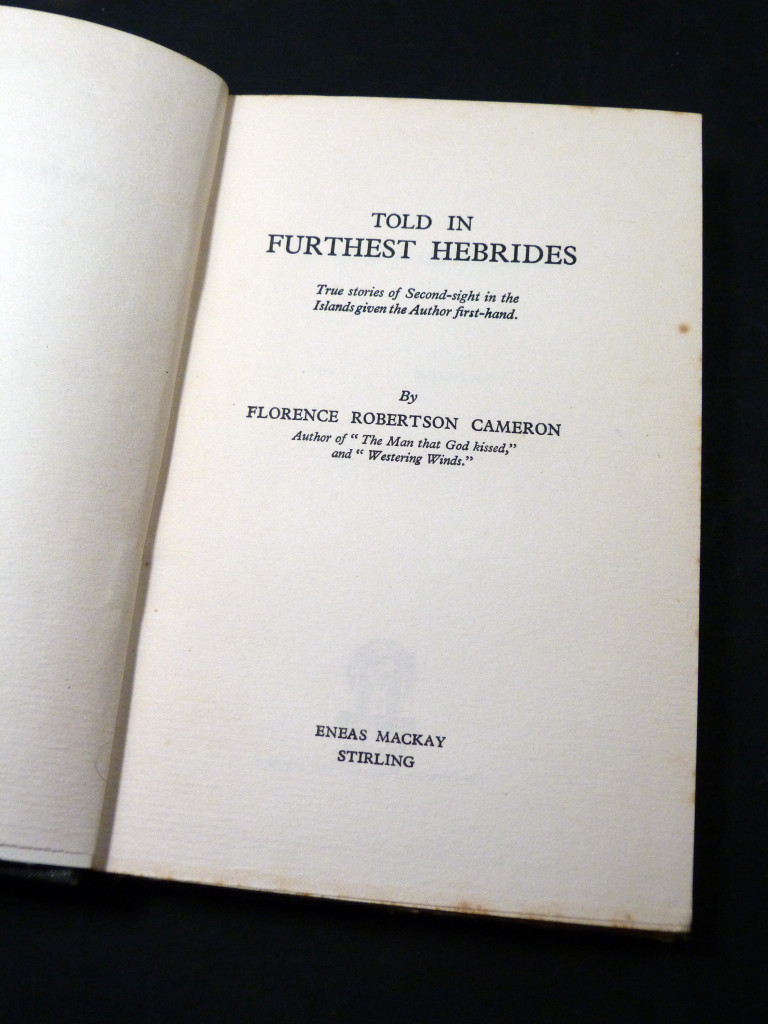 TOLD IN
FURTHEST HEBRIDES
True stories of Second-sight in the
Islands given the Author first-hand.
By
FLORENCE ROBERTSON CAMERON
Author of “ The Man that God kissed,”
and “ Westering Winds.”
ENEAS MACKAY
STIRLING